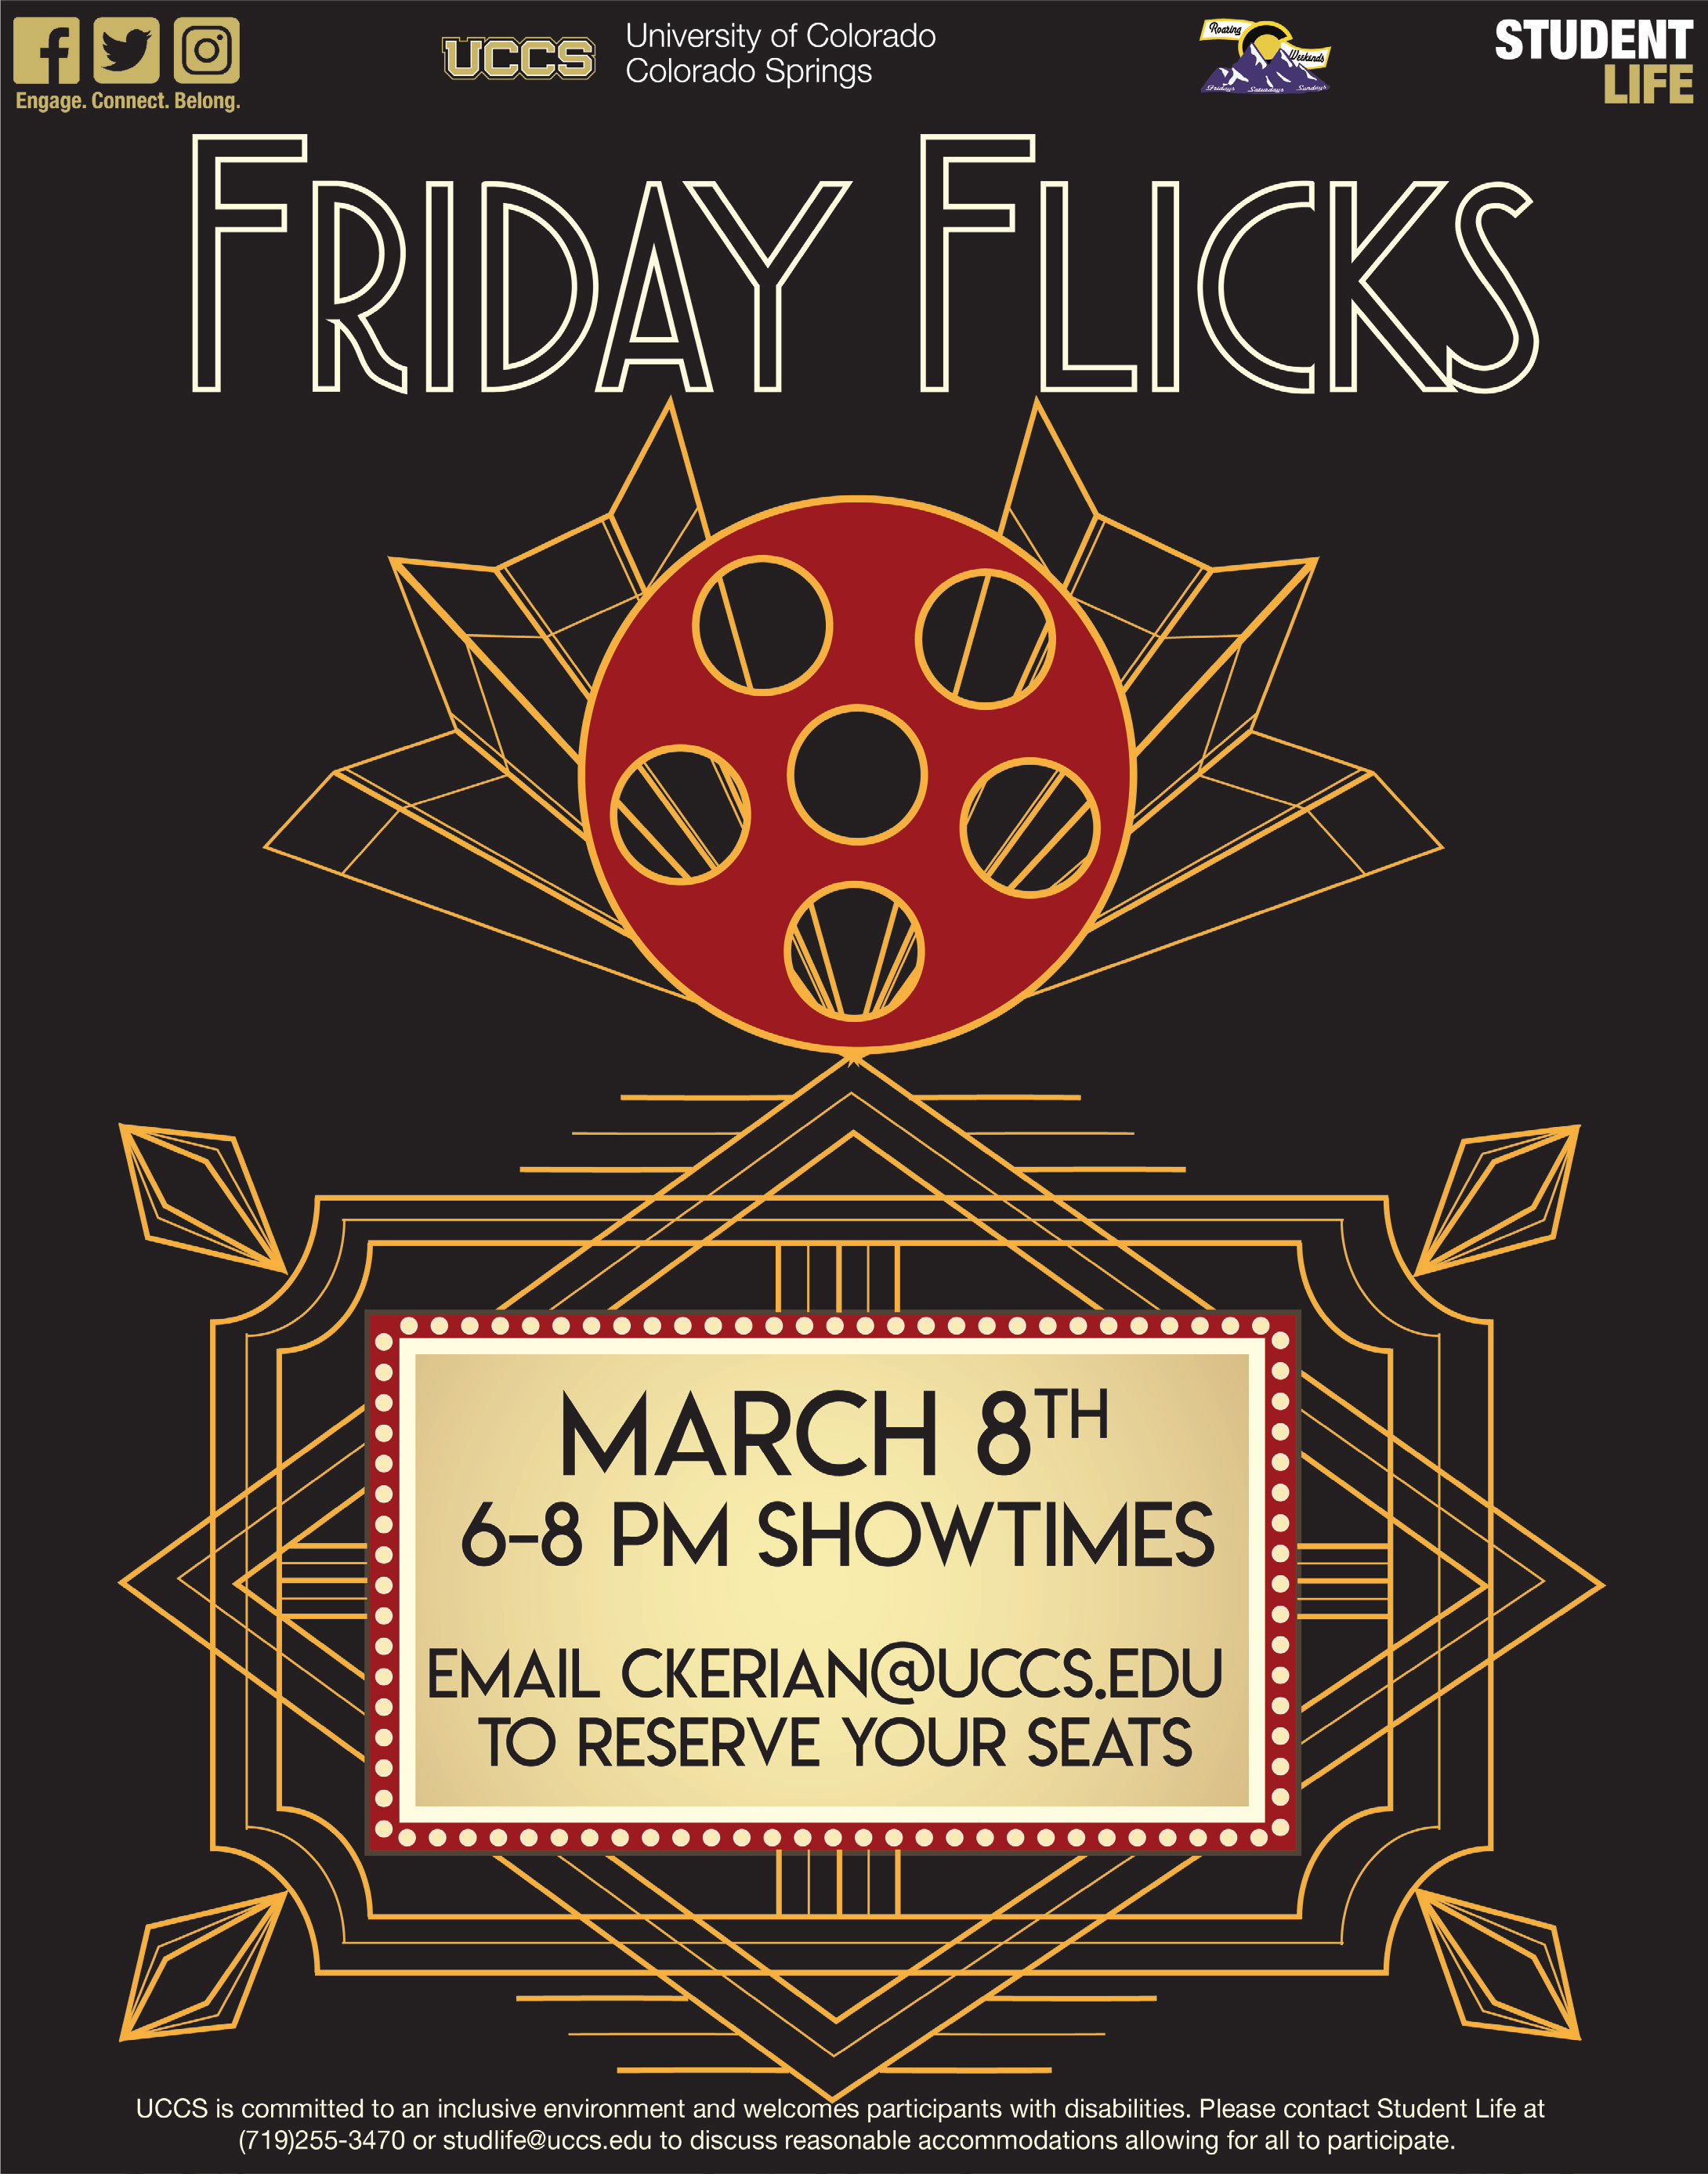 Engage. Connect. Belong.
UCCS
University of Colorado
Colorado Springs
Roaring
Weekends
Fridays Saturdays Sundays
STUDENT
LIFE
FRIDAY FLICKS
MARCH 8TH
6-8 PM SHOWTIMES
EMAIL CKERIAN@UCCS.EDU
TO RESERVE YOUR SEATS
UCCS is committed to an inclusive environment and welcomes participants with disabilities. Please contact Student Life at
(719)255-3470 or studlife@uccs.edu to discuss reasonable accommodations allowing for all to participate.